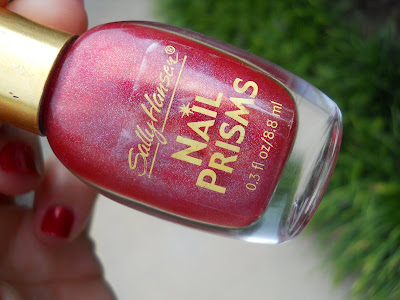 Sally Hansen®
NAIL
PRISMS
0.3 fl oz/8.8 ml